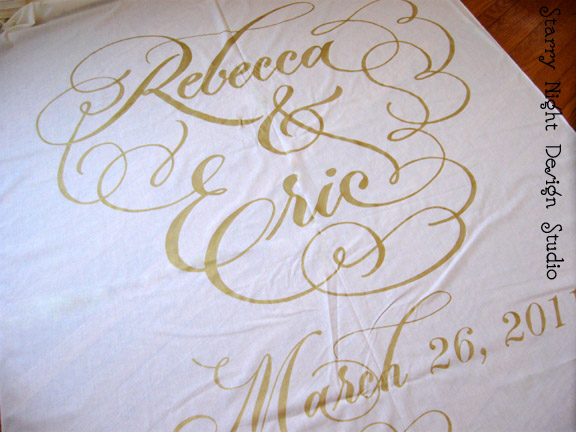 Rebecca
&
Eric
March 26, 2011
Starry Night Design Studio